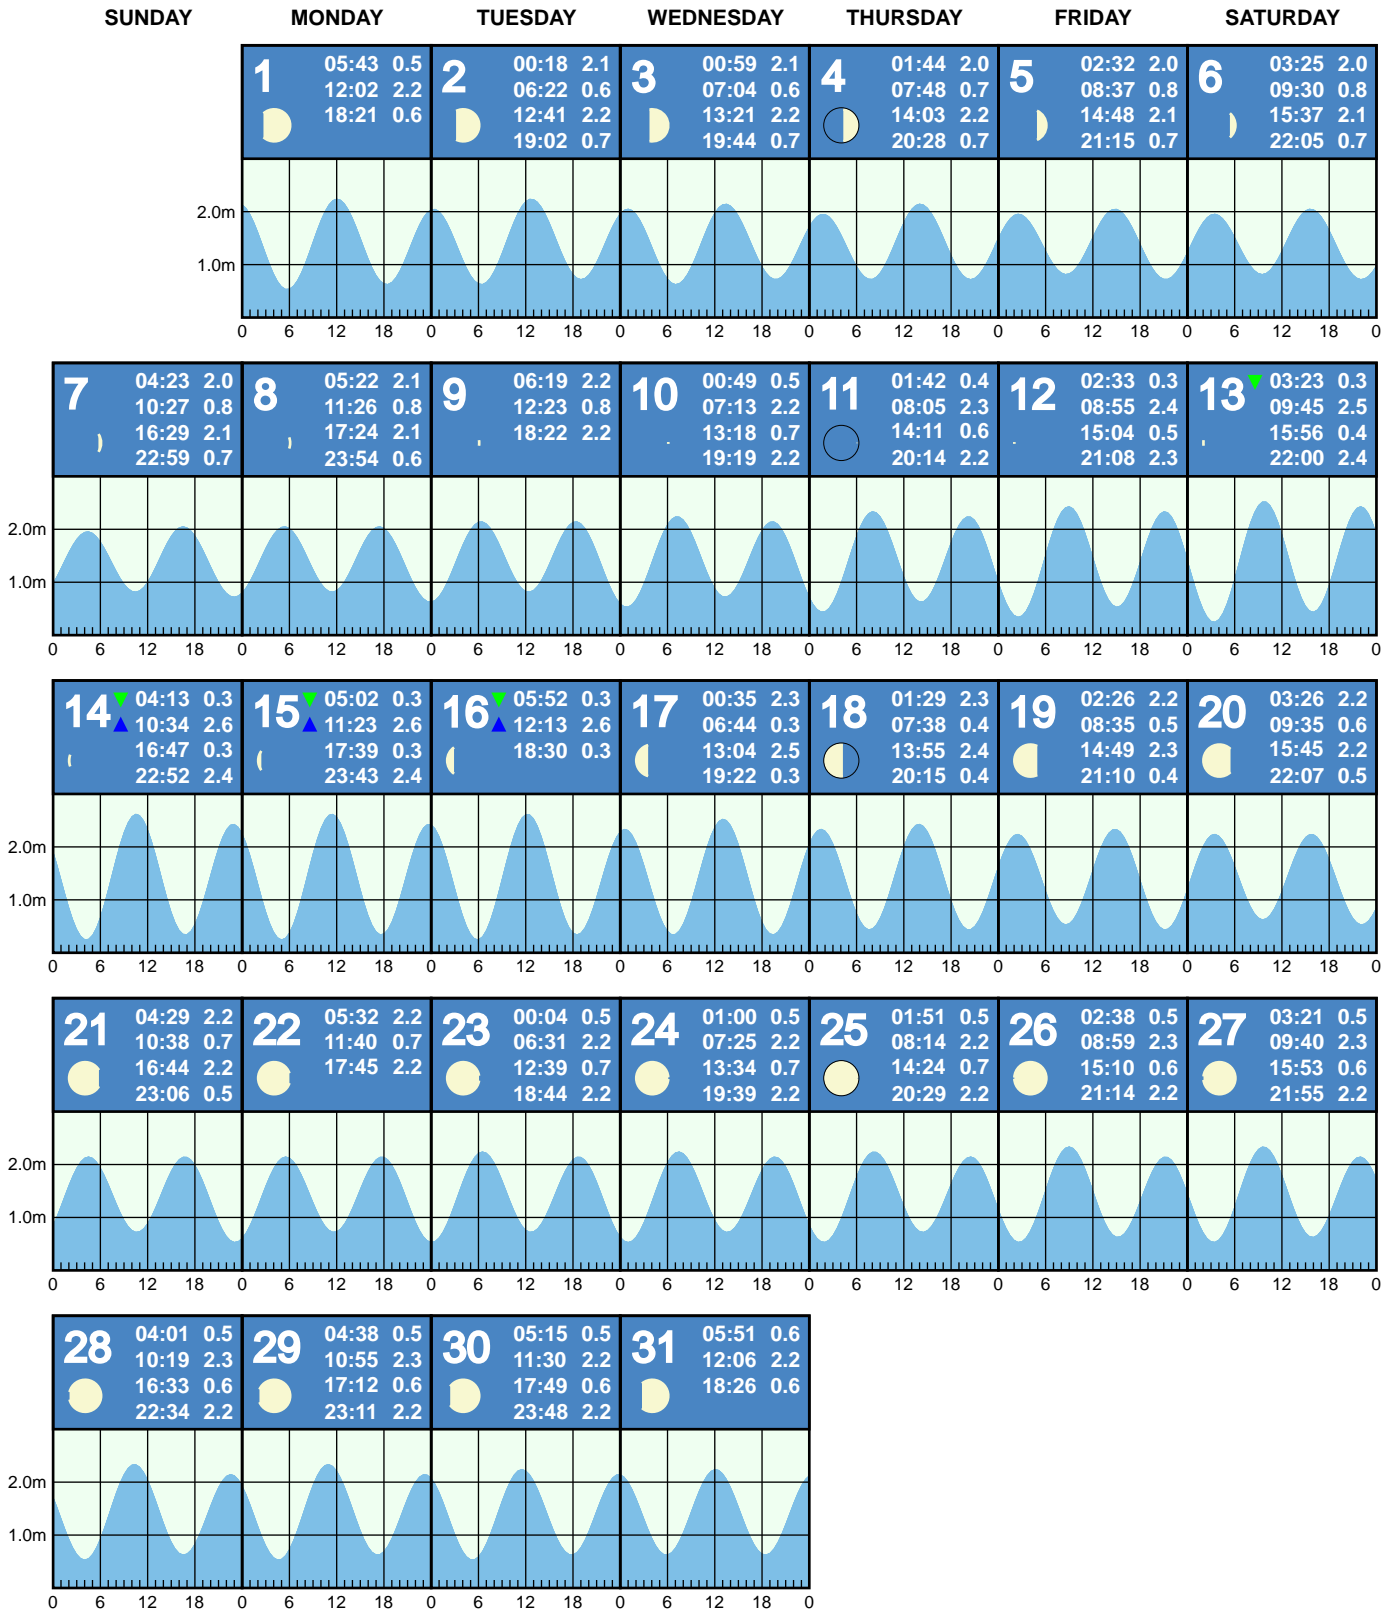 SUNDAY MONDAY TUESDAY WEDNESDAY THURSDAY FRIDAY SATURDAY
1 05:43 0.5
12:02 2.2
18:21 0.6
2 00:18 2.1
06:22 0.6
12:41 2.2
19:02 0.7
3 00:59 2.1
07:04 0.6
13:21 2.2
19:44 0.7
4 01:44 2.0
07:48 0.7
14:03 2.2
20:28 0.7
5 02:32 2.0
08:37 0.8
14:48 2.1
21:15 0.7
6 03:25 2.0
09:30 0.8
15:37 2.1
22:05 0.7
2.0m
1.0m
0 6 12 18 0 6 12 18 0 6 12 18 0 6 12 18 0 6 12 18 0 6 12 18 0
7 04:23 2.0
10:27 0.8
16:29 2.1
22:59 0.7
8 05:22 2.1
11:26 0.8
17:24 2.1
23:54 0.6
9 06:19 2.2
12:23 0.8
18:22 2.2
10 00:49 0.5
07:13 2.2
13:18 0.7
19:19 2.2
11 01:42 0.4
08:05 2.3
14:11 0.6
20:14 2.2
12 02:33 0.3
08:55 2.4
15:04 0.5
21:08 2.3
13 03:23 0.3
09:45 2.5
15:56 0.4
22:00 2.4
2.0m
1.0m
0 6 12 18 0 6 12 18 0 6 12 18 0 6 12 18 0 6 12 18 0 6 12 18 0 6 12 18 0
14 04:13 0.3
10:34 2.6
16:47 0.3
22:52 2.4
15 05:02 0.3
11:23 2.6
17:39 0.3
23:43 2.4
16 05:52 0.3
12:13 2.6
18:30 0.3
17 00:35 2.3
06:44 0.3
13:04 2.5
19:22 0.3
18 01:29 2.3
07:38 0.4
13:55 2.4
20:15 0.4
19 02:26 2.2
08:35 0.5
14:49 2.3
21:10 0.4
20 03:26 2.2
09:35 0.6
15:45 2.2
22:07 0.5
2.0m
1.0m
0 6 12 18 0 6 12 18 0 6 12 18 0 6 12 18 0 6 12 18 0 6 12 18 0 6 12 18 0
21 04:29 2.2
10:38 0.7
16:44 2.2
23:06 0.5
22 05:32 2.2
11:40 0.7
17:45 2.2
23 00:04 0.5
06:31 2.2
12:39 0.7
18:44 2.2
24 01:00 0.5
07:25 2.2
13:34 0.7
19:39 2.2
25 01:51 0.5
08:14 2.2
14:24 0.7
20:29 2.2
26 02:38 0.5
08:59 2.3
15:10 0.6
21:14 2.2
27 03:21 0.5
09:40 2.3
15:53 0.6
21:55 2.2
2.0m
1.0m
0 6 12 18 0 6 12 18 0 6 12 18 0 6 12 18 0 6 12 18 0 6 12 18 0 6 12 18 0
28 04:01 0.5
10:19 2.3
16:33 0.6
22:34 2.2
29 04:38 0.5
10:55 2.3
17:12 0.6
23:11 2.2
30 05:15 0.5
11:30 2.2
17:49 0.6
23:48 2.2
31 05:51 0.6
12:06 2.2
18:26 0.6
2.0m
1.0m
0 6 12 18 0 6 12 18 0 6 12 18 0 6 12 18 0